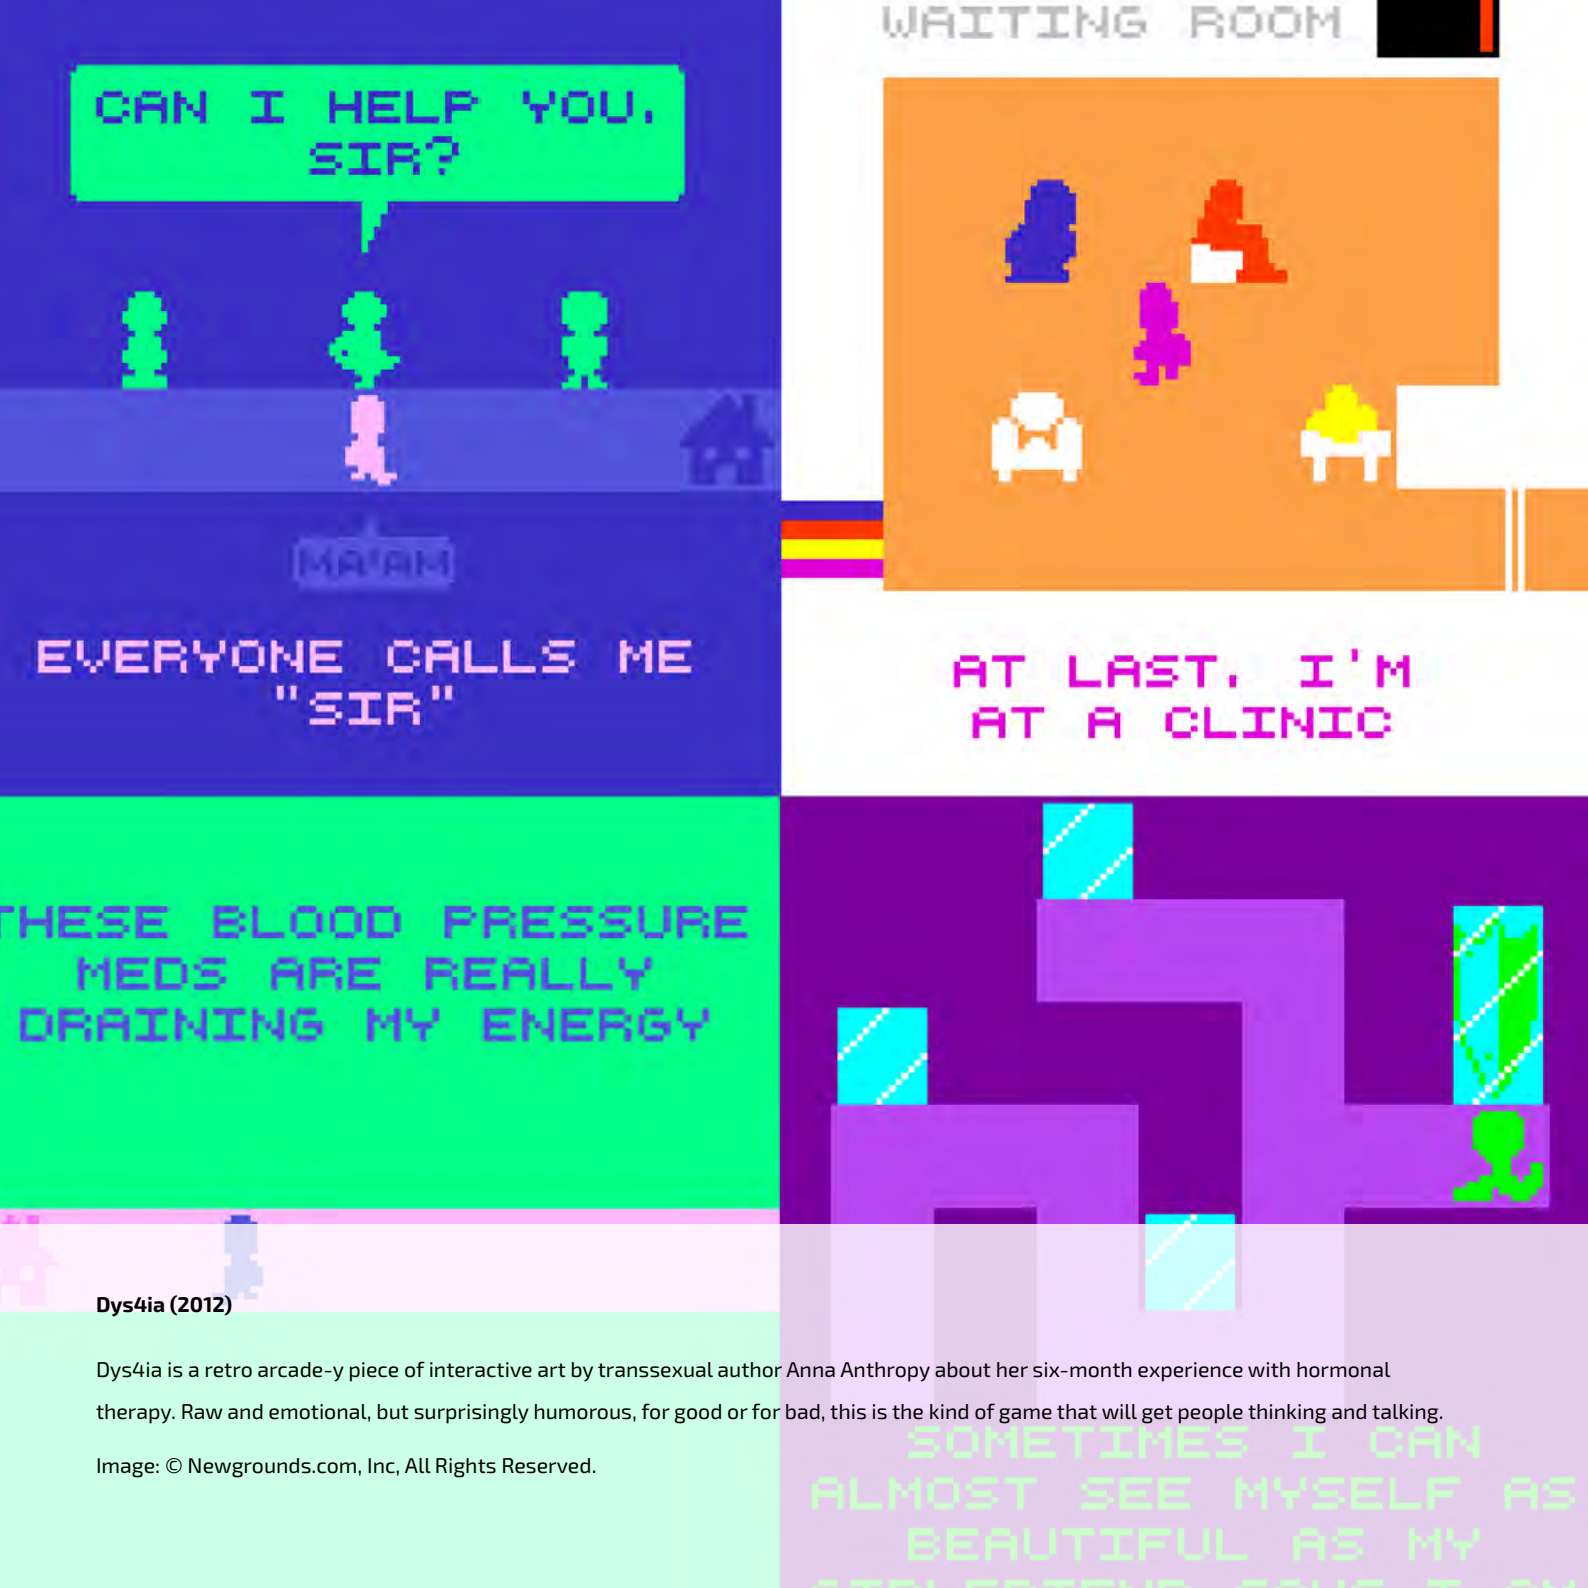 CAN I HELP YOU,
SIR?
MA'AM
EVERYONE CALLS ME
"SIR"
WAITING ROOM
AT LAST, I'M
AT A CLINIC
THESE BLOOD PRESSURE
MEDS ARE REALLY
DRAINING MY ENERGY
Dys4ia (2012)
Dys4ia is a retro arcade-y piece of interactive art by transsexual author Anna Anthropy about her six-month experience with hormonal
therapy. Raw and emotional, but surprisingly humorous, for good or for bad, this is the kind of game that will get people thinking and talking.
Image: © Newgrounds.com, Inc, All Rights Reserved.
SOMETIMES I CAN
ALMOST SEE MYSELF AS
BEAUTIFUL AS MY